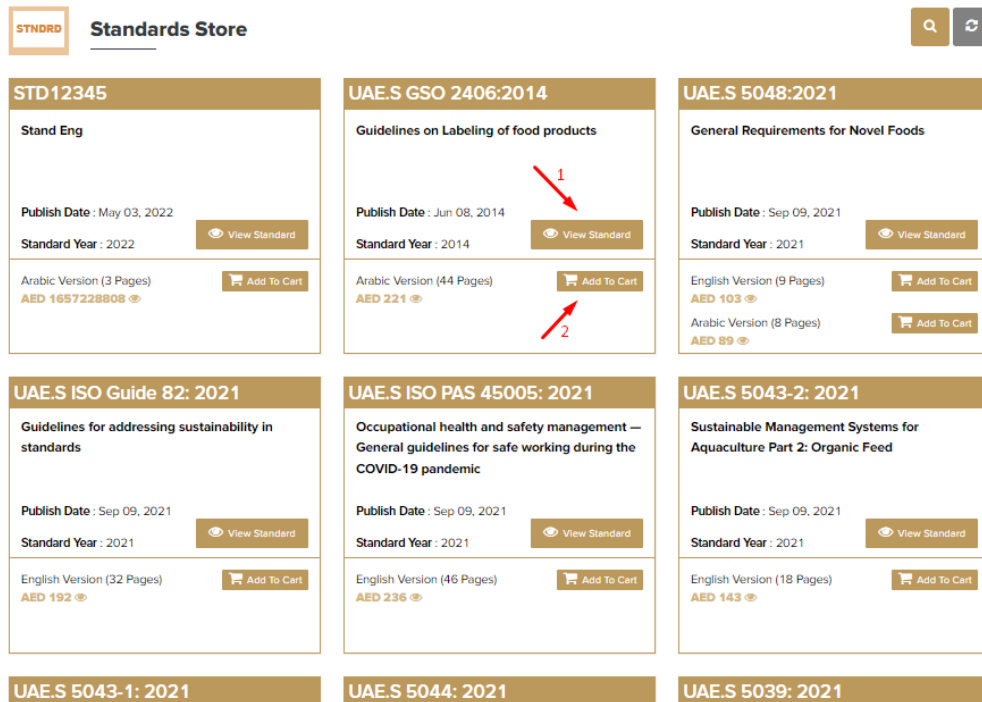 STNDRD
Standards Store
STD12345
Stand Eng
Publish Date : May 03, 2022
Standard Year : 2022
View Standard
Arabic Version (3 Pages)
Add To Cart
AED 1657228808
UAE.S GSO 2406:2014
Guidelines on Labeling of food products
1
Publish Date : Jun 08, 2014
Standard Year : 2014
View Standard
Arabic Version (44 Pages)
Add To Cart
AED 221
2
UAE.S 5048:2021
General Requirements for Novel Foods
Publish Date : Sep 09, 2021
Standard Year : 2021
View Standard
English Version (9 Pages)
Add To Cart
AED 103
Arabic Version (8 Pages)
Add To Cart
AED 89
UAE.S ISO Guide 82: 2021
Guidelines for addressing sustainability in
standards
Publish Date : Sep 09, 2021
Standard Year : 2021
View Standard
English Version (32 Pages)
Add To Cart
AED 192
UAE.S ISO PAS 45005: 2021
Occupational health and safety management —
General guidelines for safe working during the
COVID-19 pandemic
Publish Date : Sep 09, 2021
Standard Year : 2021
View Standard
English Version (46 Pages)
Add To Cart
AED 236
UAE.S 5043-2: 2021
Sustainable Management Systems for
Aquaculture Part 2: Organic Feed
Publish Date : Sep 09, 2021
Standard Year : 2021
View Standard
English Version (18 Pages)
Add To Cart
AED 143
UAE.S 5043-1: 2021
UAE.S 5044: 2021
UAE.S 5039: 2021